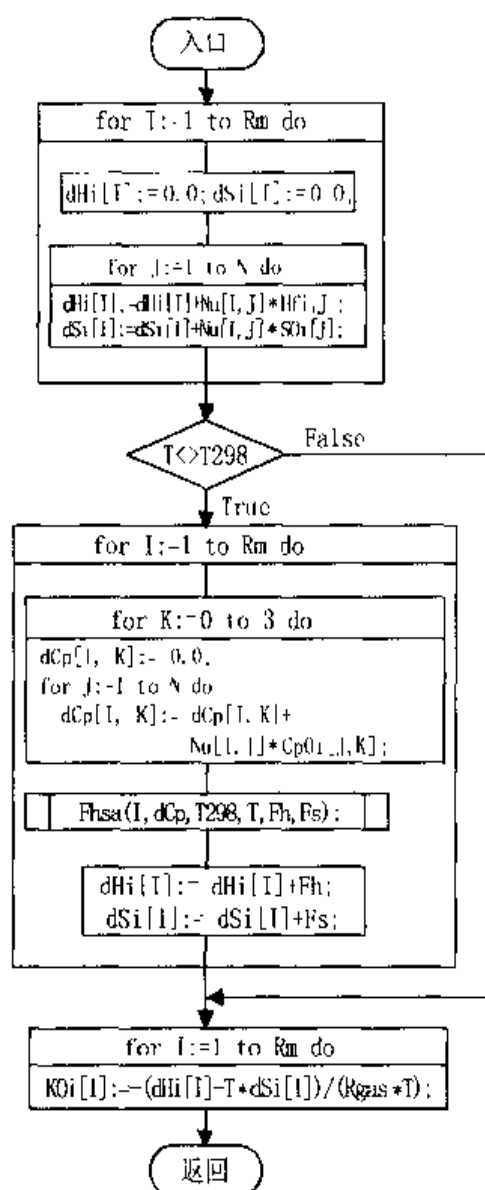 入口
for I:-1 to Rm do
dHi[I]:=0.0;dSi[I]:=0.0;
for J:=1 to N do
dHi[I]:-dHi[I]+Nu[I,J]*Hfi,J ;
dSi[I]:=dSi[I]+Nu[I,j]*S0i[J];
T<>T298
False
True
for I:-1 to Rm do
for K:=0 to 3 do
dCp[I, K]:- 0.0.
for j:-1 to N do
dCp[I, K]:- dCp[I,K]+
Nu[I,j]*Cp0i J,K];
Fhsa(I,dCp,T298,T,Fh,Fs):
dHi[I]:- dHi[I]+Fh;
dSi[I]:- dSi[I]+Fs;
for I:=1 to Rm do
K0i[I]:=-(dHi[I]-T*dSi[I])/(Rgas*T);
返回